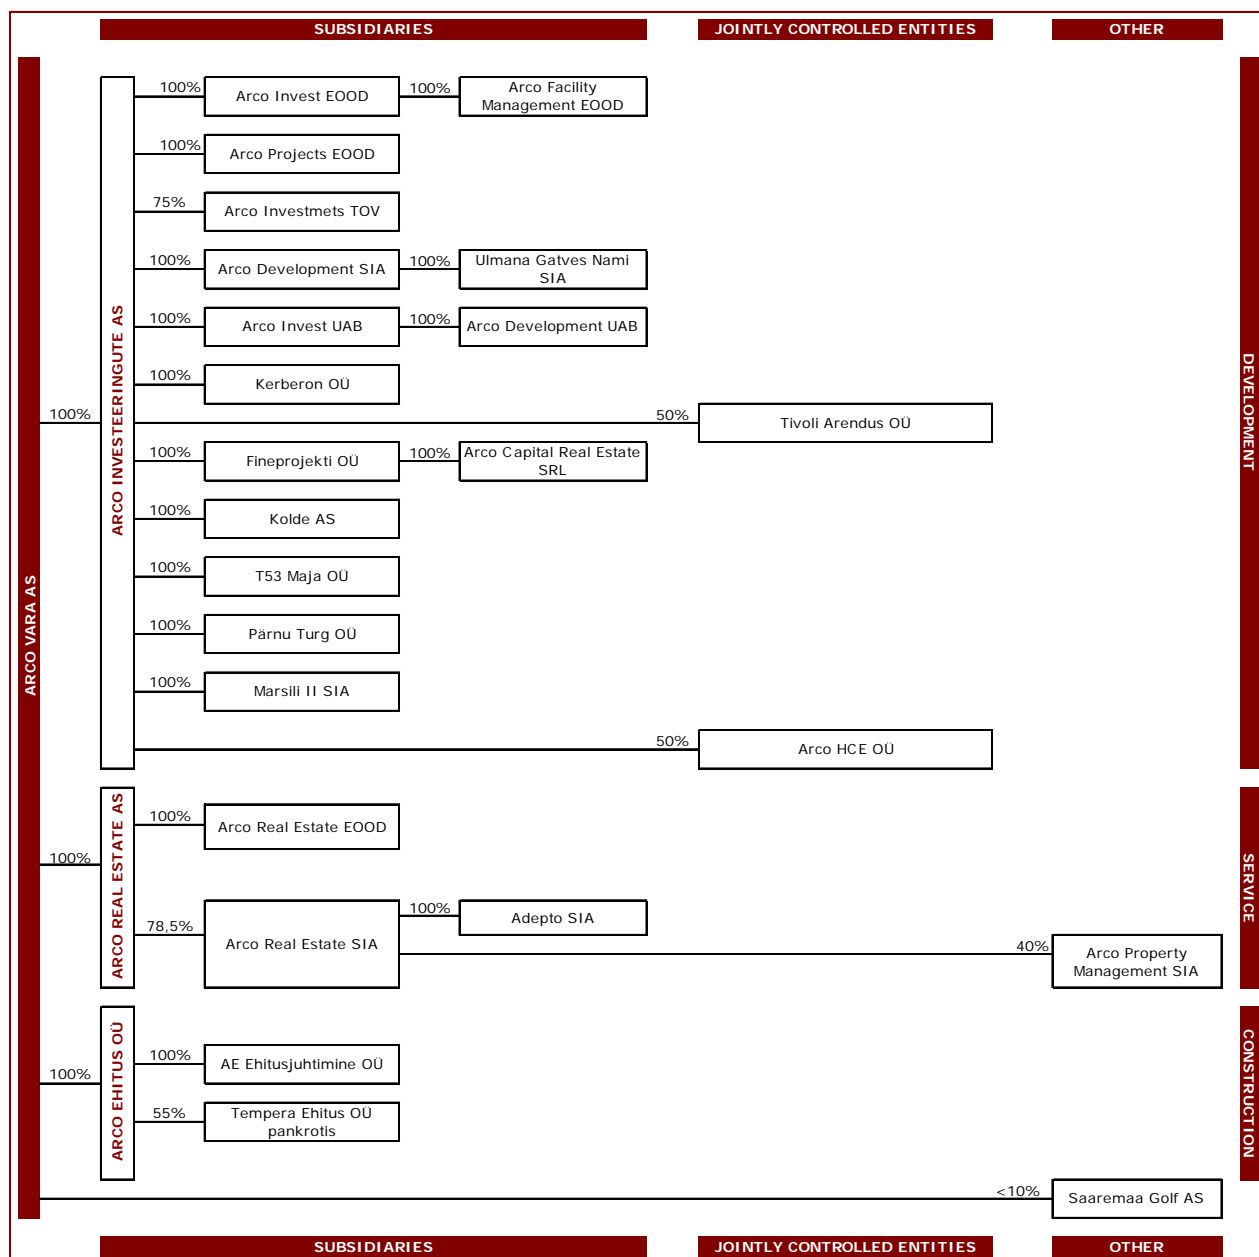 SUBSIDIARIES
JOINTLY CONTROLLED ENTITIES
OTHER
ARCO VARA AS
100%
ARCO INVESTEERINGUTE AS
DEVELOPMENT
100%
Arco Invest EOOD
100%
Arco Facility
Management EOOD
100%
Arco Projects EOOD
75%
Arco Investmets TOV
100%
Arco Development SIA
100%
Ulmana Gatves Nami
SIA
100%
Arco Invest UAB
100%
Arco Development UAB
100%
Kerberon OÜ
50%
Tivoli Arendus OÜ
100%
Fineprojekti OÜ
100%
Arco Capital Real Estate
SRL
100%
Kolde AS
100%
T53 Maja OÜ
100%
Pärnu Turg OÜ
100%
Marsili II SIA
50%
Arco HCE OÜ
100%
ARCO REAL ESTATE AS
SERVICE
100%
Arco Real Estate EOOD
78,5%
Arco Real Estate SIA
100%
Adepto SIA
40%
Arco Property
Management SIA
100%
ARCO EHITUS OÜ
CONSTRUCTION
100%
AE Ehitusjuhtimine OÜ
55%
Tempera Ehitus OÜ
pankrotis
<10%
Saaremaa Golf AS
SUBSIDIARIES
JOINTLY CONTROLLED ENTITIES
OTHER